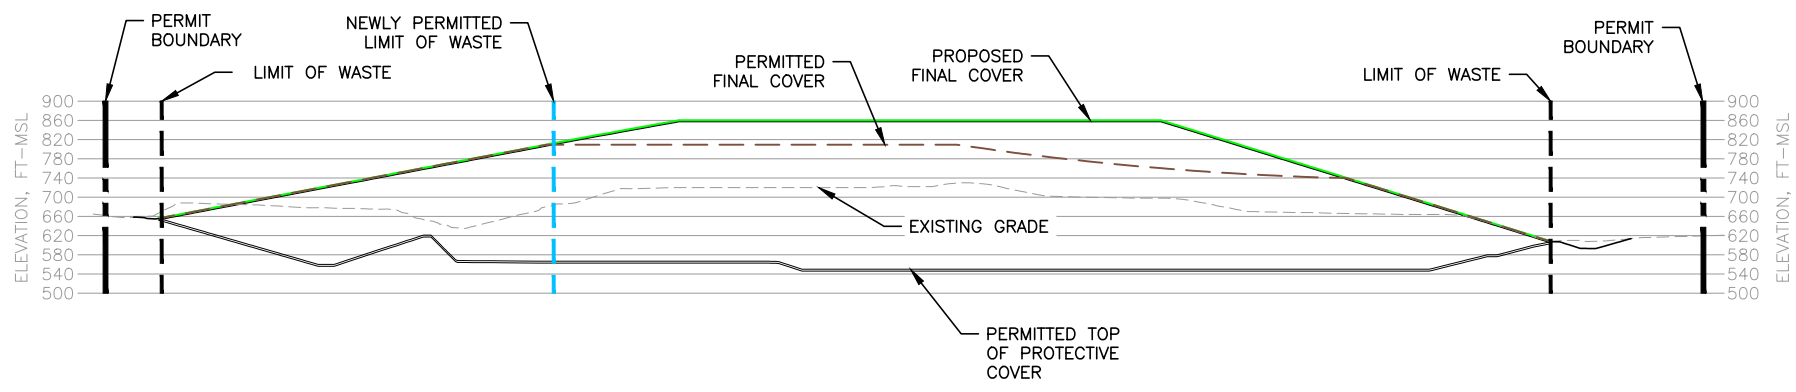 PERMIT
BOUNDARY
LIMIT OF WASTE
NEWLY PERMITTED
LIMIT OF WASTE
PERMITTED
FINAL COVER
PROPOSED
FINAL COVER
LIMIT OF WASTE
PERMIT
BOUNDARY
ELEVATION, FT-MSL
900
860
820
780
740
700
660
620
580
540
500
EXISTING GRADE
PERMITTED TOP
OF PROTECTIVE
COVER
900
860
820
780
740
700
660
620
580
540
500
ELEVATION, FT-MSL